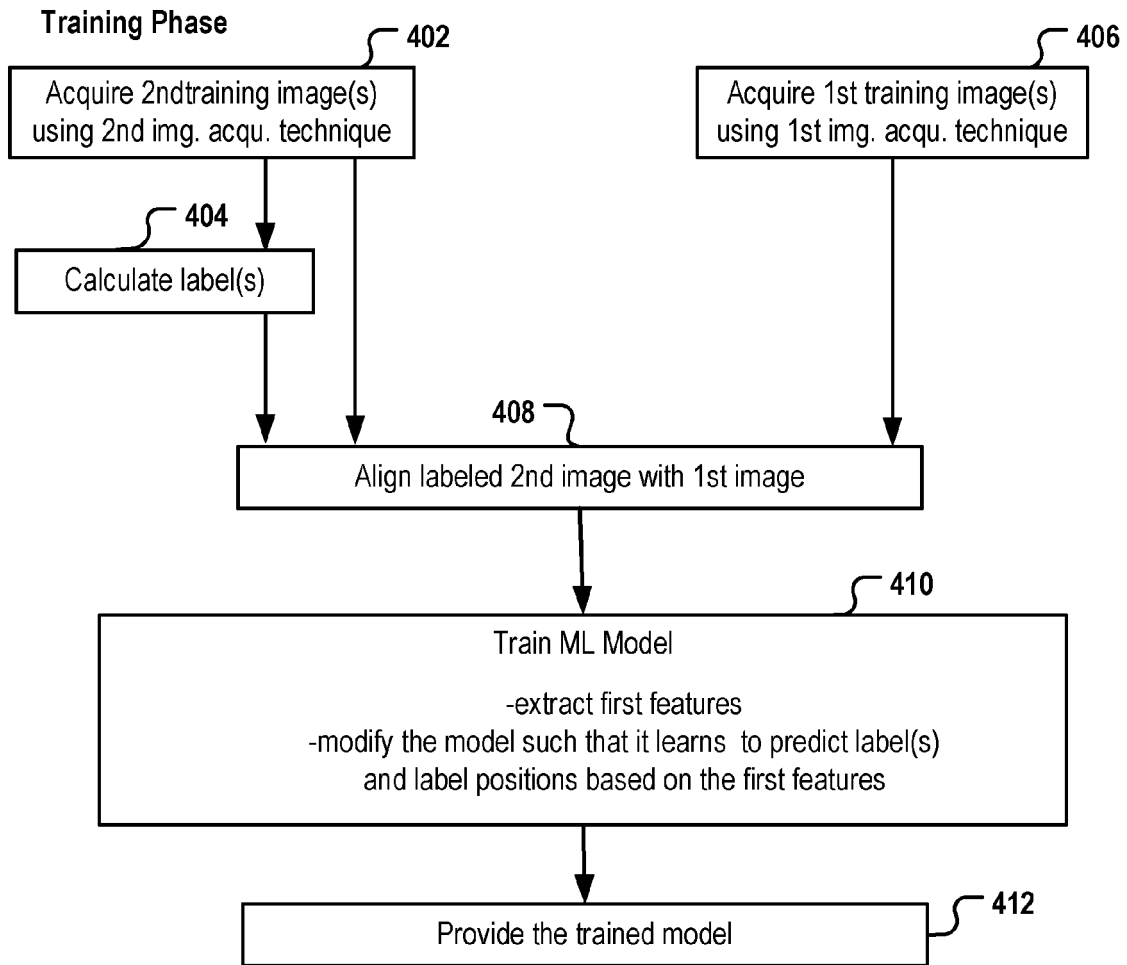 Training Phase
402
406
Acquire 2ndtraining image(s)
using 2nd img. acqu. technique
Acquire 1st training image(s)
using 1st img. acqu. technique
404
Calculate label(s)
408
Align labeled 2nd image with 1st image
410
Train ML Model
-extract first features
-modify the model such that it learns to predict label(s)
and label positions based on the first features
412
Provide the trained model